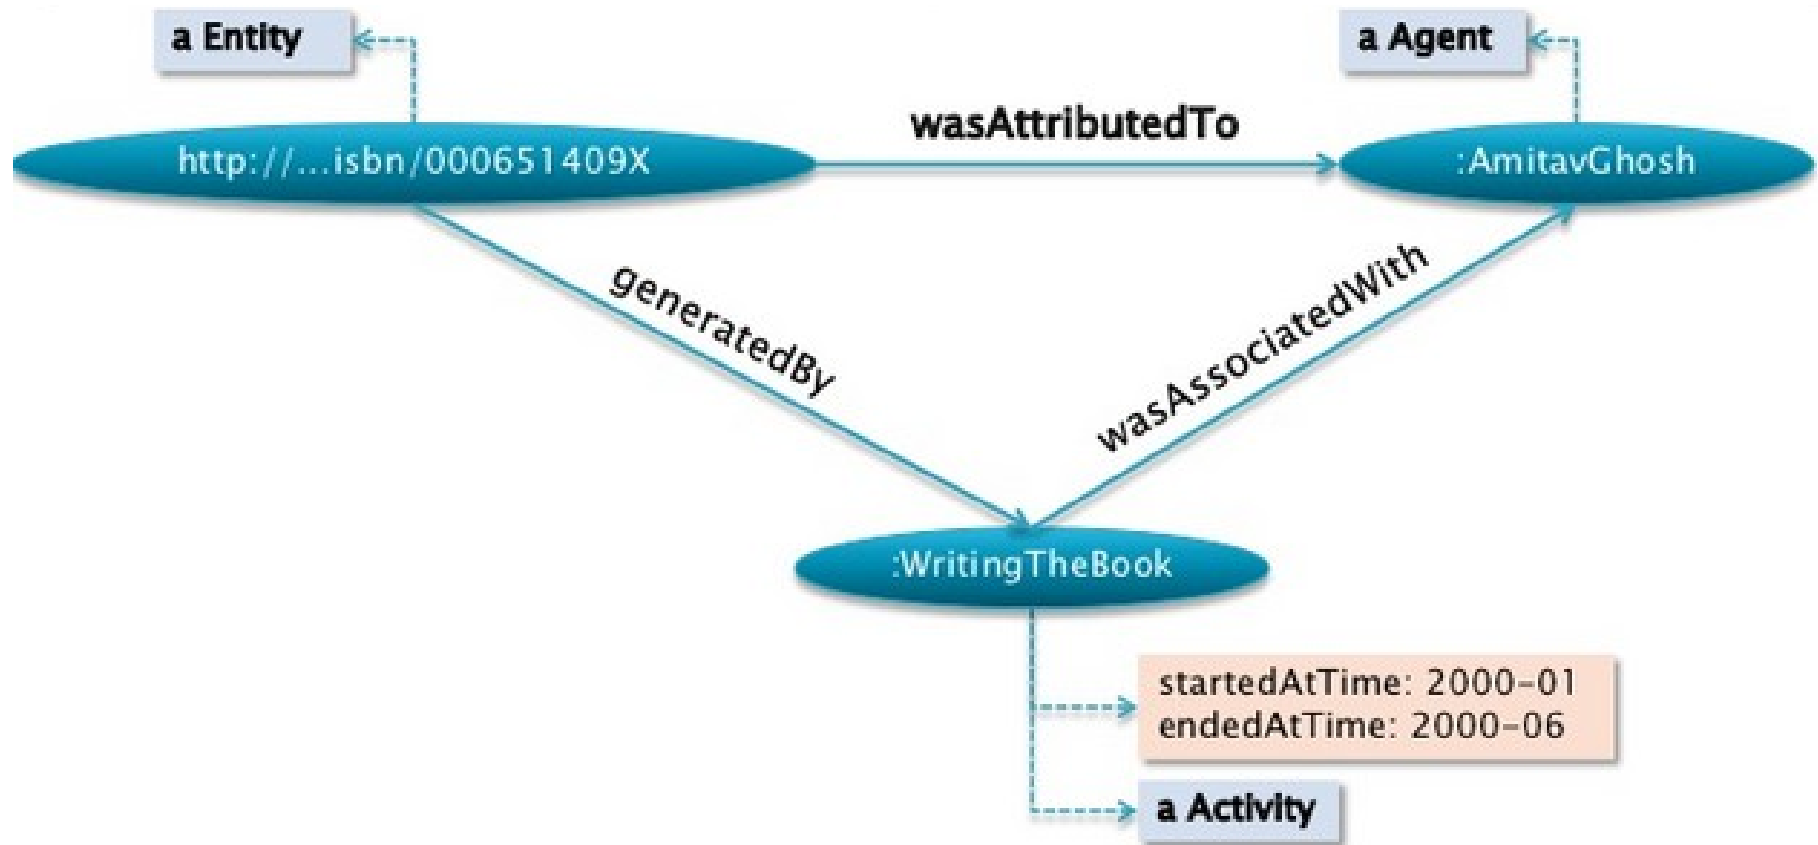 a Entity
a Agent
wasAttributedTo
http://...isbn/000651409X
:AmitavGhosh
generatedBy
wasAssociatedWith
:WritingTheBook
startedAtTime: 2000-01
endedAtTime: 2000-06
a Activity